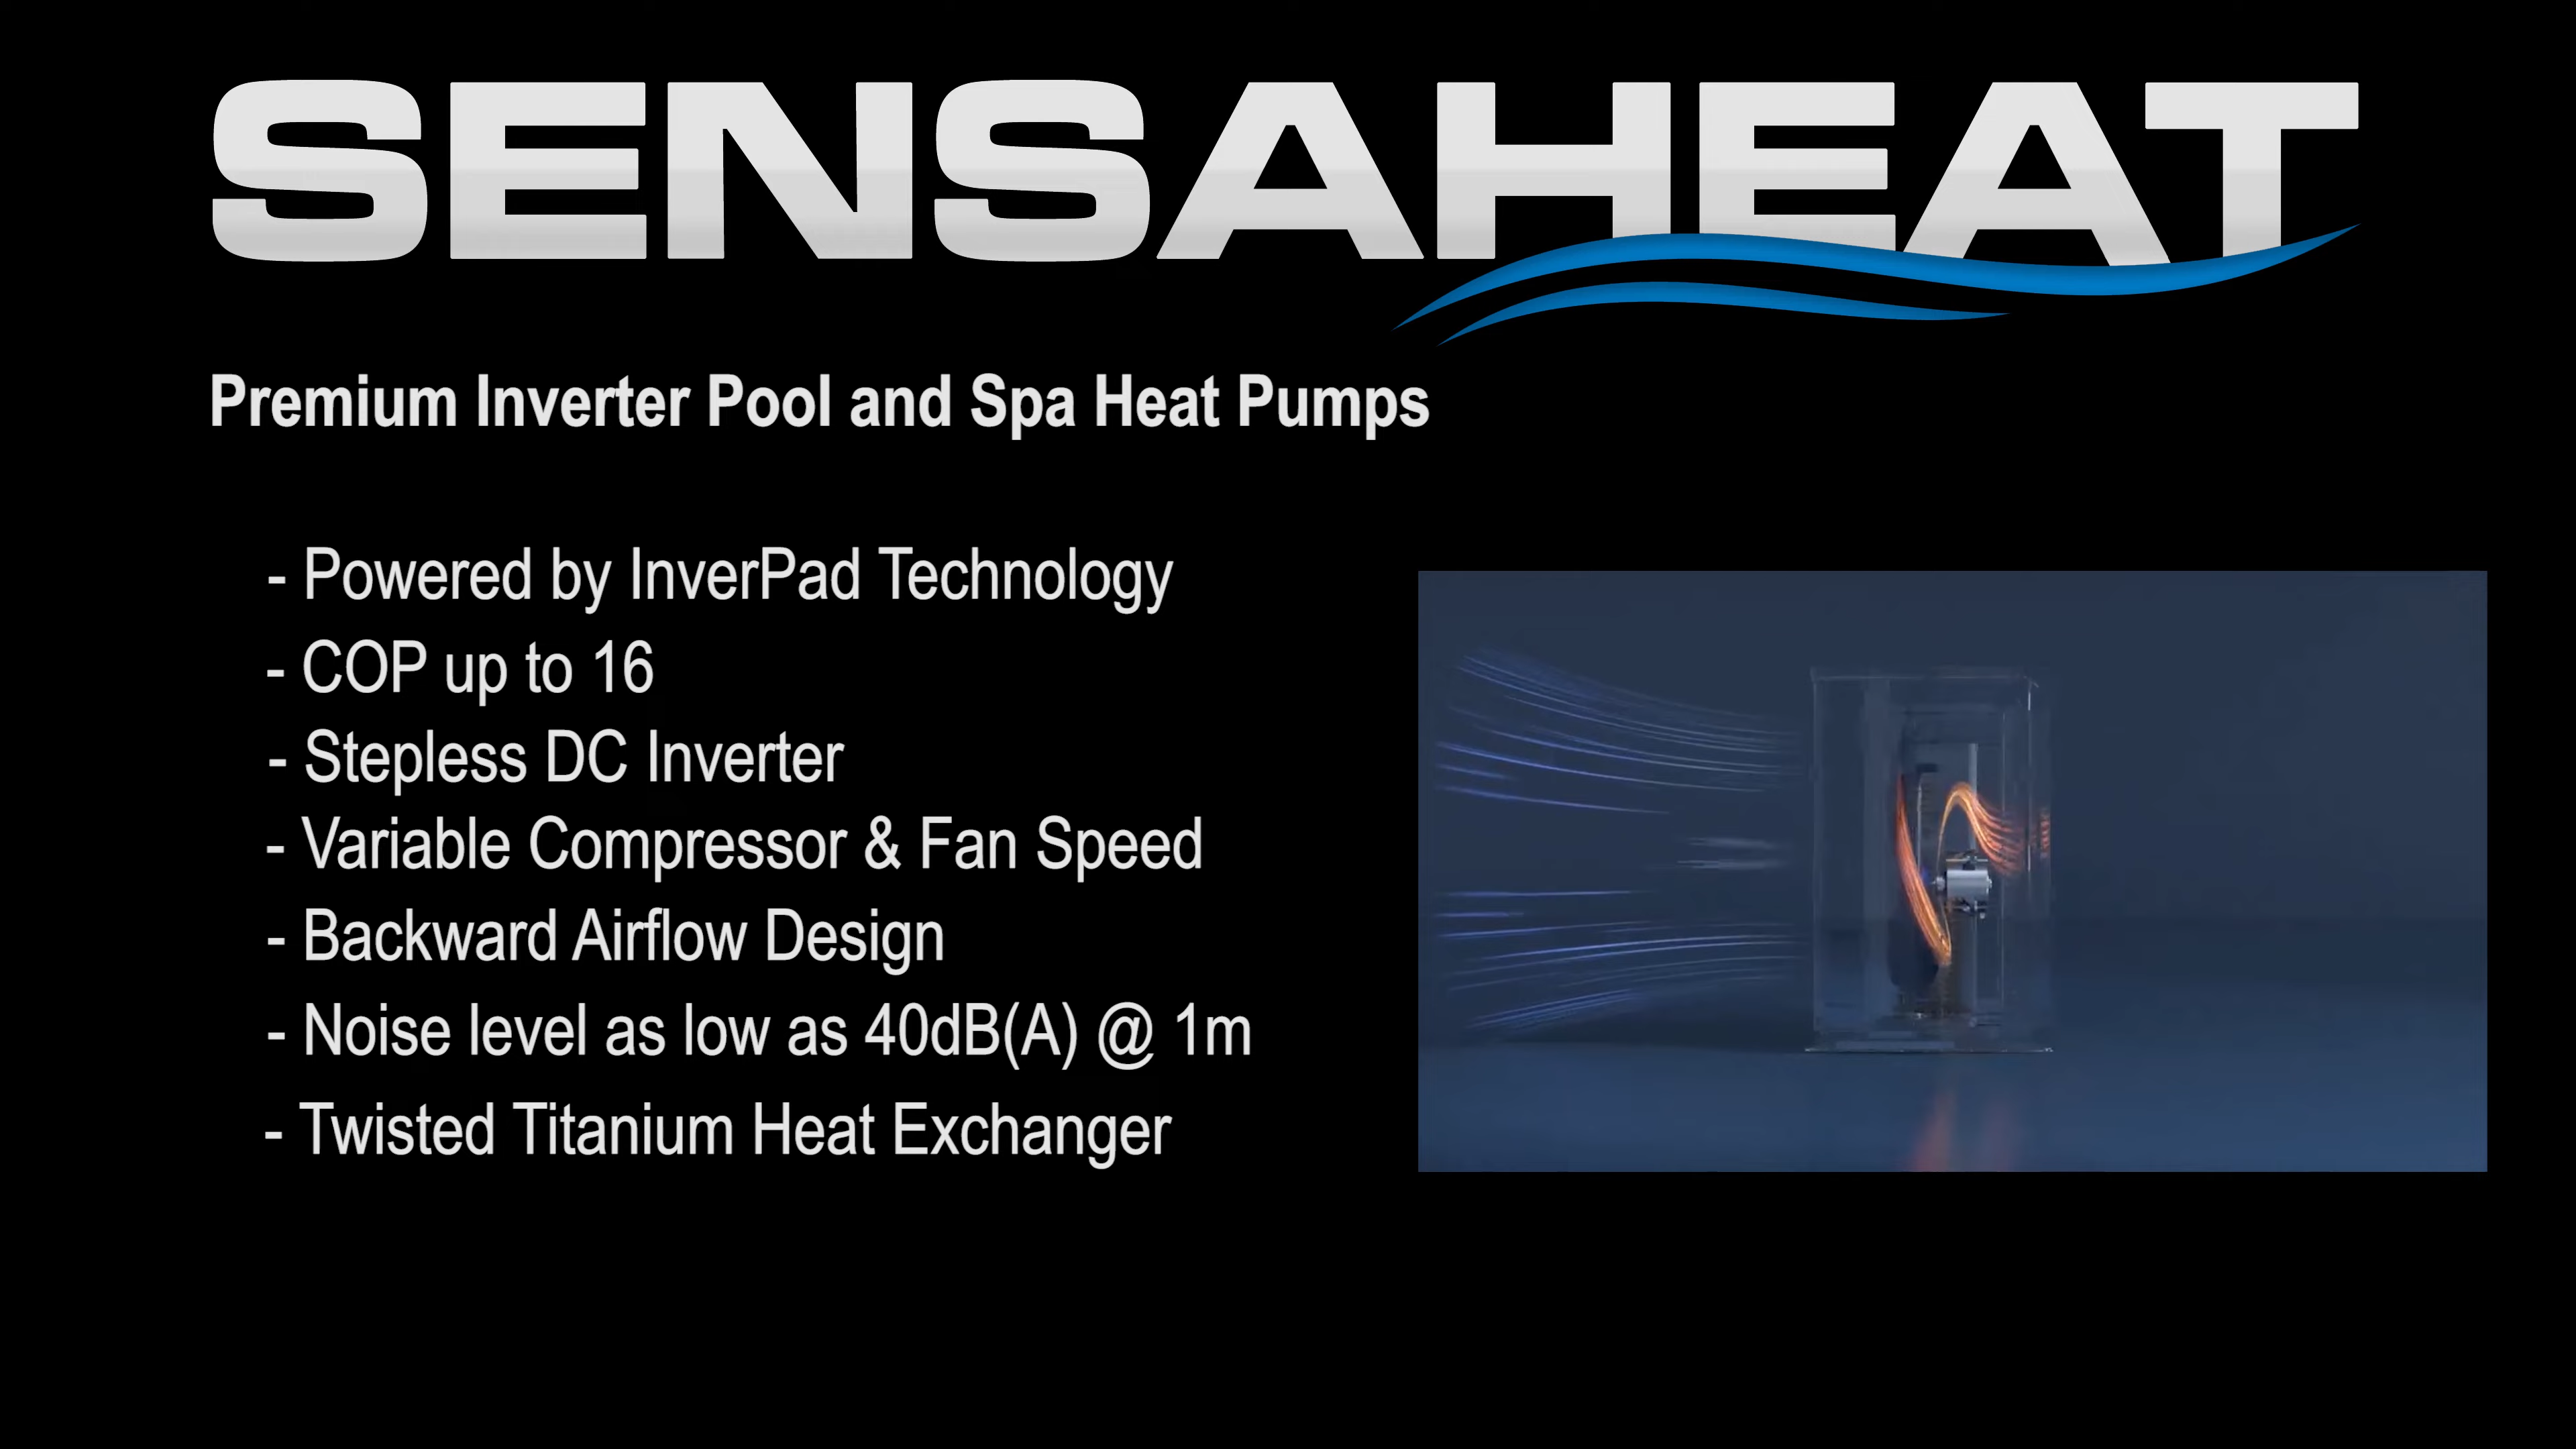 SENSAHEAT
Premium Inverter Pool and Spa Heat Pumps
- Powered by InverPad Technology
- COP up to 16
- Stepless DC Inverter
- Variable Compressor & Fan Speed
- Backward Airflow Design
- Noise level as low as 40dB(A) @ 1m
- Twisted Titanium Heat Exchanger